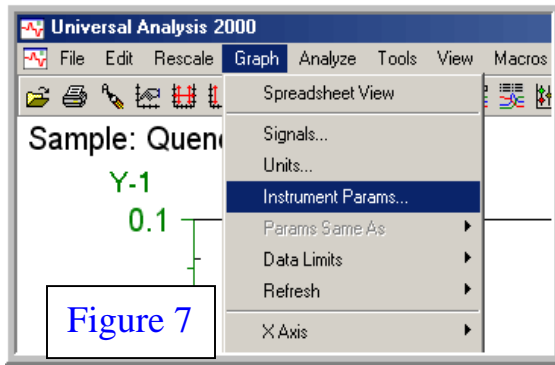 Universal Analysis 2000
File Edit Rescale Graph Analyze Tools View Macros
Spreadsheet View
Sample:
Signals...
Y-1
Units...
0.1
Instrument Params...
Params Same As
Data Limits
Refresh
X Axis
Figure 7